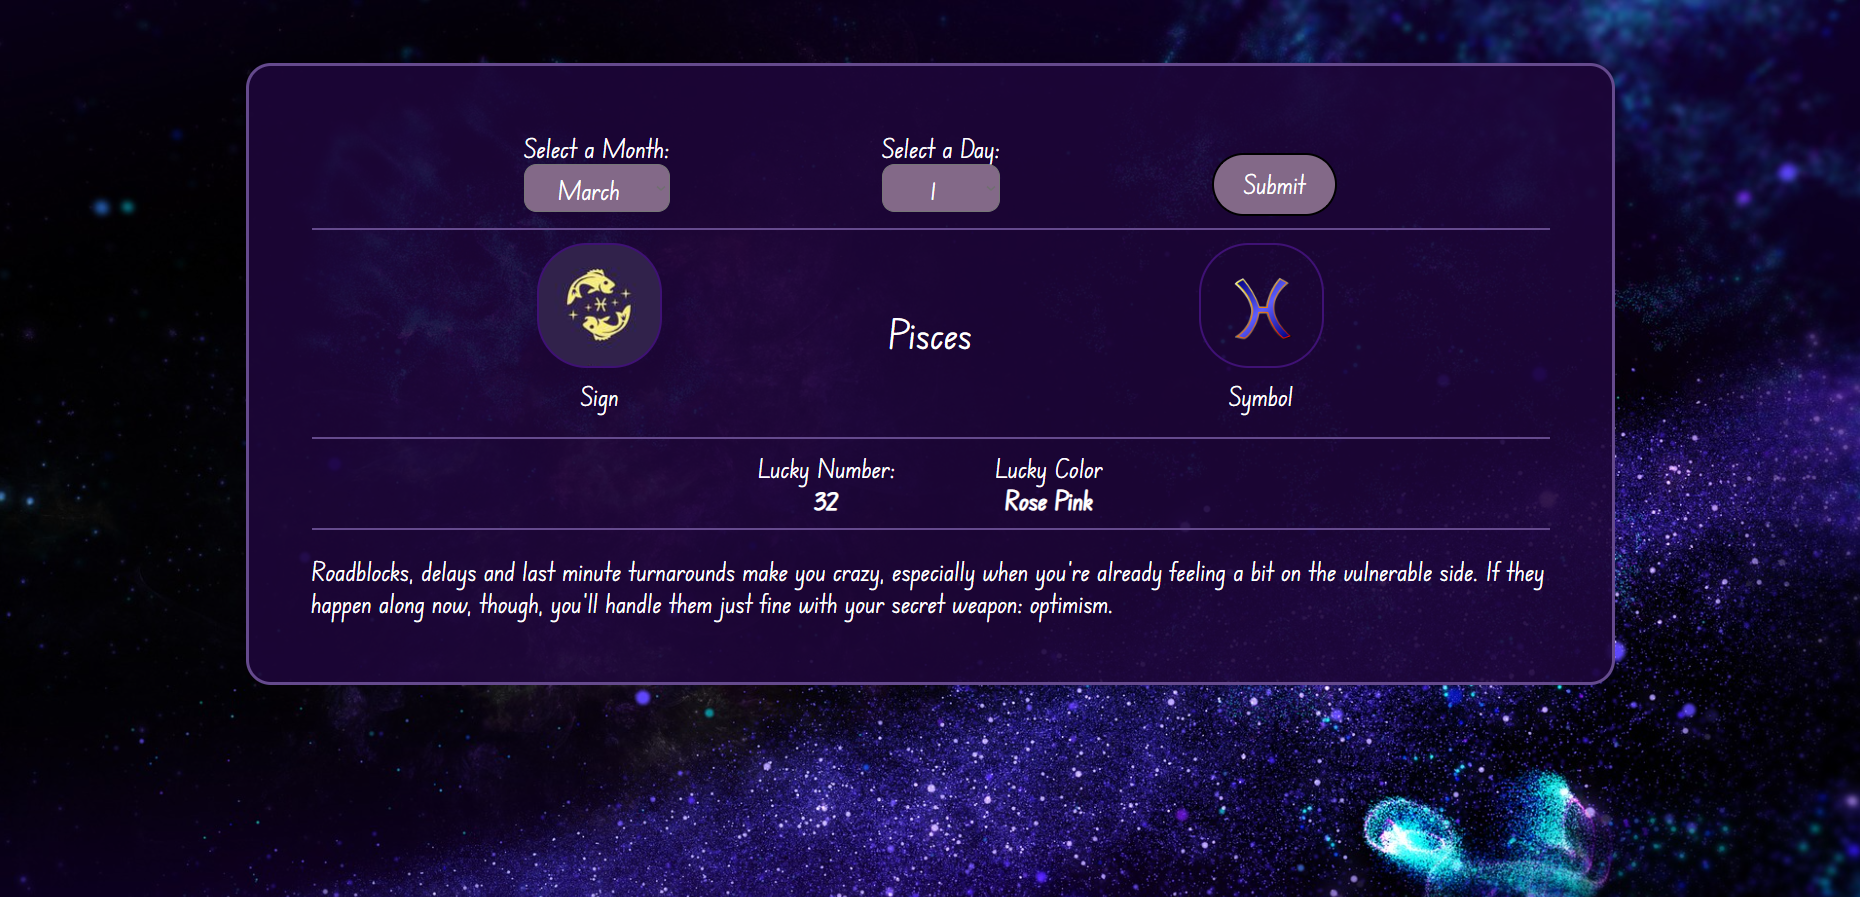 Select a Month:
Select a Day:
March
1
Submit
Pisces
Sign
Symbol
Lucky Number:
Lucky Color
32
Rose Pink
Roadblocks, delays and last minute turnarounds make you crazy, especially when you're already feeling a bit on the vulnerable side. If they
happen along now, though, you'll handle them just fine with your secret weapon: optimism.